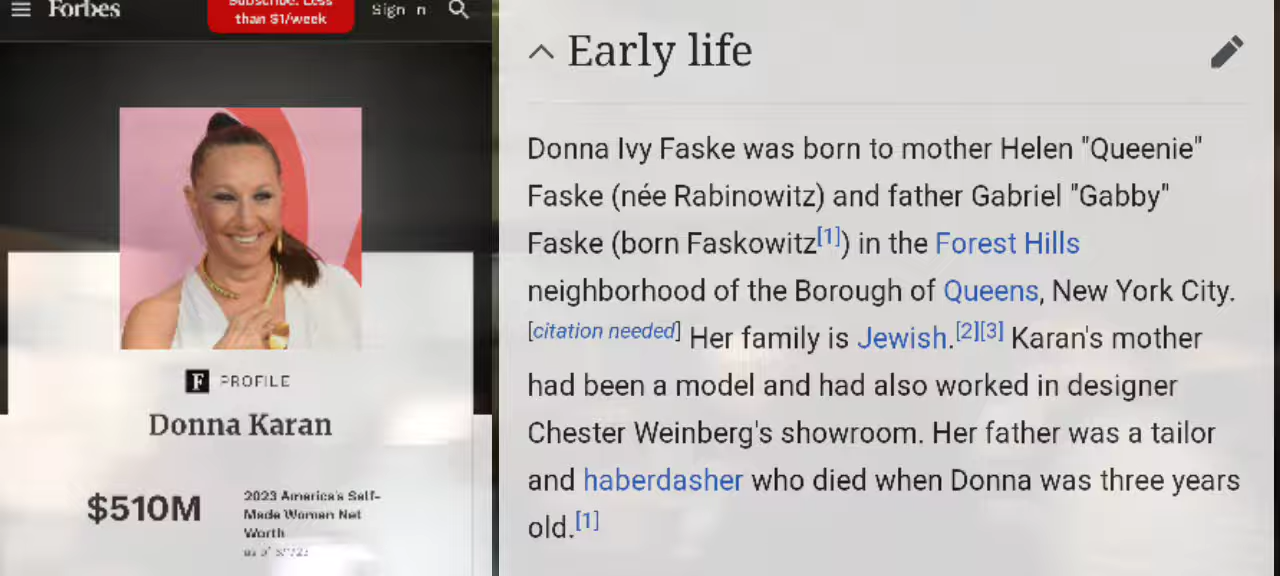 Forbes
Subscribe: Less
than $1/week
Sign n
F PROFILE
Donna Karan
$510M
2023 America's Self-
Made Women Net
Worth
as of
Early life
Donna Ivy Faske was born to mother Helen "Queenie"
Faske (née Rabinowitz) and father Gabriel "Gabby"
Faske (born Faskowitz[1]) in the Forest Hills
neighborhood of the Borough of Queens, New York City.
[citation needed] Her family is Jewish.[2][3] Karan's mother
had been a model and had also worked in designer
Chester Weinberg's showroom. Her father was a tailor
and haberdasher who died when Donna was three years
old.[1]